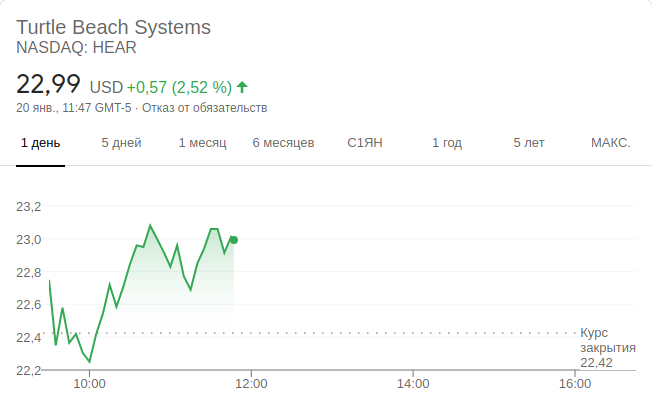 Turtle Beach Systems
NASDAQ: HEAR
22,99 USD +0,57 (2,52 %)
20 янв., 11:47 GMT-5 · Отказ от обязательств
1 день 5 дней 1 месяц 6 месяцев С1ЯН 1 год 5 лет МАКС.
23,2
23,0
22,8
22,6
22,4
22,2
Курс
закрытия
22,42
10:00 12:00 14:00 16:00